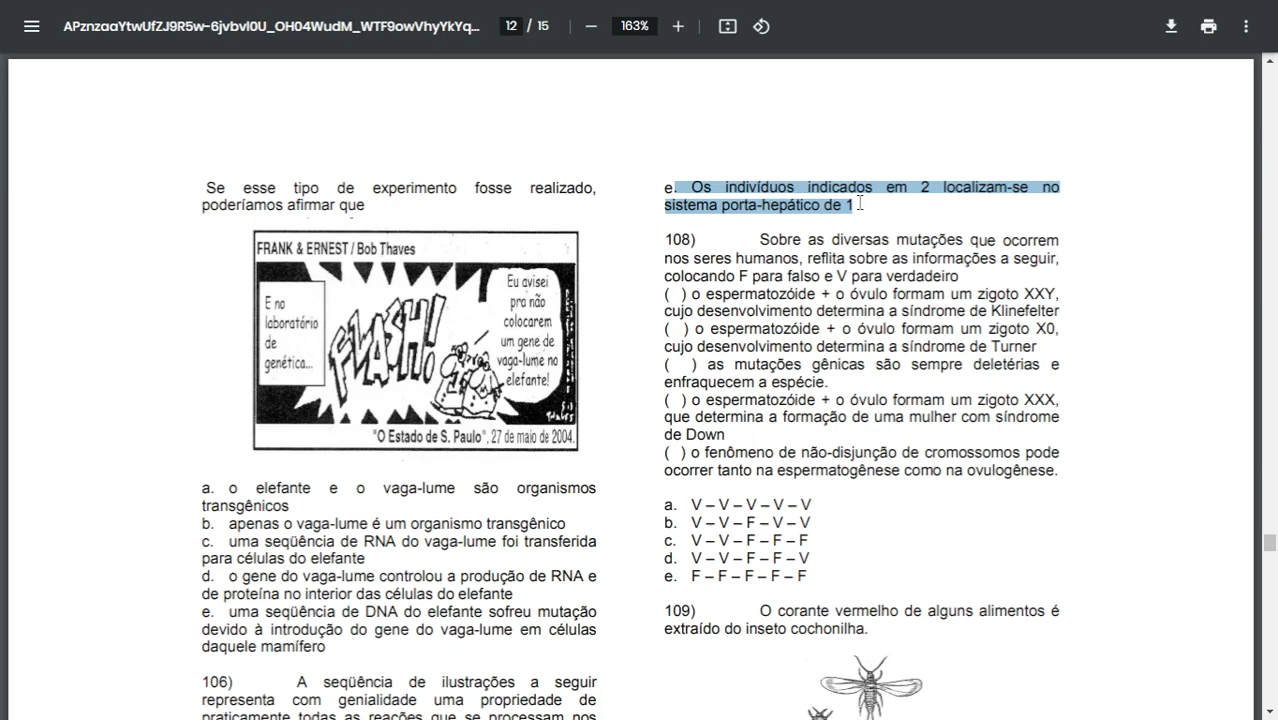 APznzaaYtwUfZJ9R5w-6jvbvI0U_OH04WudM_WTF9owVhyYkYq...
12 / 15
163%
Se esse tipo de experimento fosse realizado,
poderíamos afirmar que
FRANK & ERNEST / Bob Thaves
E no
laboratório
de
genética...
FLASH!
Eu avisei
pra não
colocarem
um gene de
vaga-lume no
elefante!
"O Estado de S. Paulo", 27 de maio de 2004.
a. o elefante e o vaga-lume são organismos
transgênicos
b. apenas o vaga-lume é um organismo transgênico
c. uma seqüência de RNA do vaga-lume foi transferida
para células do elefante
d. o gene do vaga-lume controlou a produção de RNA e
de proteína no interior das células do elefante
e. uma seqüência de DNA do elefante sofreu mutação
devido à introdução do gene do vaga-lume em células
daquele mamífero
106) A seqüência de ilustrações a seguir
representa com genialidade uma propriedade de
praticamente todas as reações que se processam nos
e. Os indivíduos indicados em 2 localizam-se no
sistema porta-hepático de 1
108) Sobre as diversas mutações que ocorrem
nos seres humanos, reflita sobre as informações a seguir,
colocando F para falso e V para verdadeiro
( ) o espermatozóide + o óvulo formam um zigoto XXY,
cujo desenvolvimento determina a síndrome de Klinefelter
( ) o espermatozóide + o óvulo formam um zigoto X0,
cujo desenvolvimento determina a síndrome de Turner
( ) as mutações gênicas são sempre deletérias e
enfraquecem a espécie.
( ) o espermatozóide + o óvulo formam um zigoto XXX,
que determina a formação de uma mulher com síndrome
de Down
( ) o fenômeno de não-disjunção de cromossomos pode
ocorrer tanto na espermatogênese como na ovulogênese.
a. V – V – V – V – V
b. V – V – F – V – V
c. V – V – F – F – F
d. V – V – F – F – V
e. F – F – F – F – F
109) O corante vermelho de alguns alimentos é
extraído do inseto cochonilha.